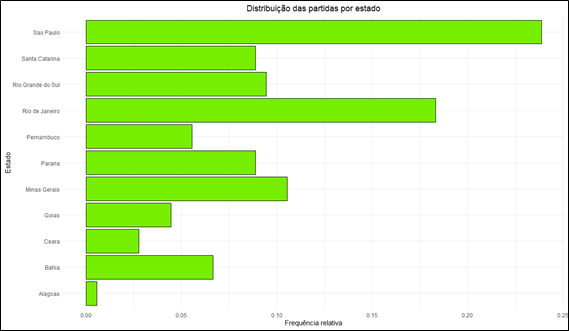 Distribuição das partidas por estado
Estado
Sao Paulo
Santa Catarina
Rio Grande do Sul
Rio de Janeiro
Pernambuco
Parana
Minas Gerais
Goias
Ceara
Bahia
Alagoas
0.00 0.05 0.10 0.15 0.20 0.25
Frequência relativa